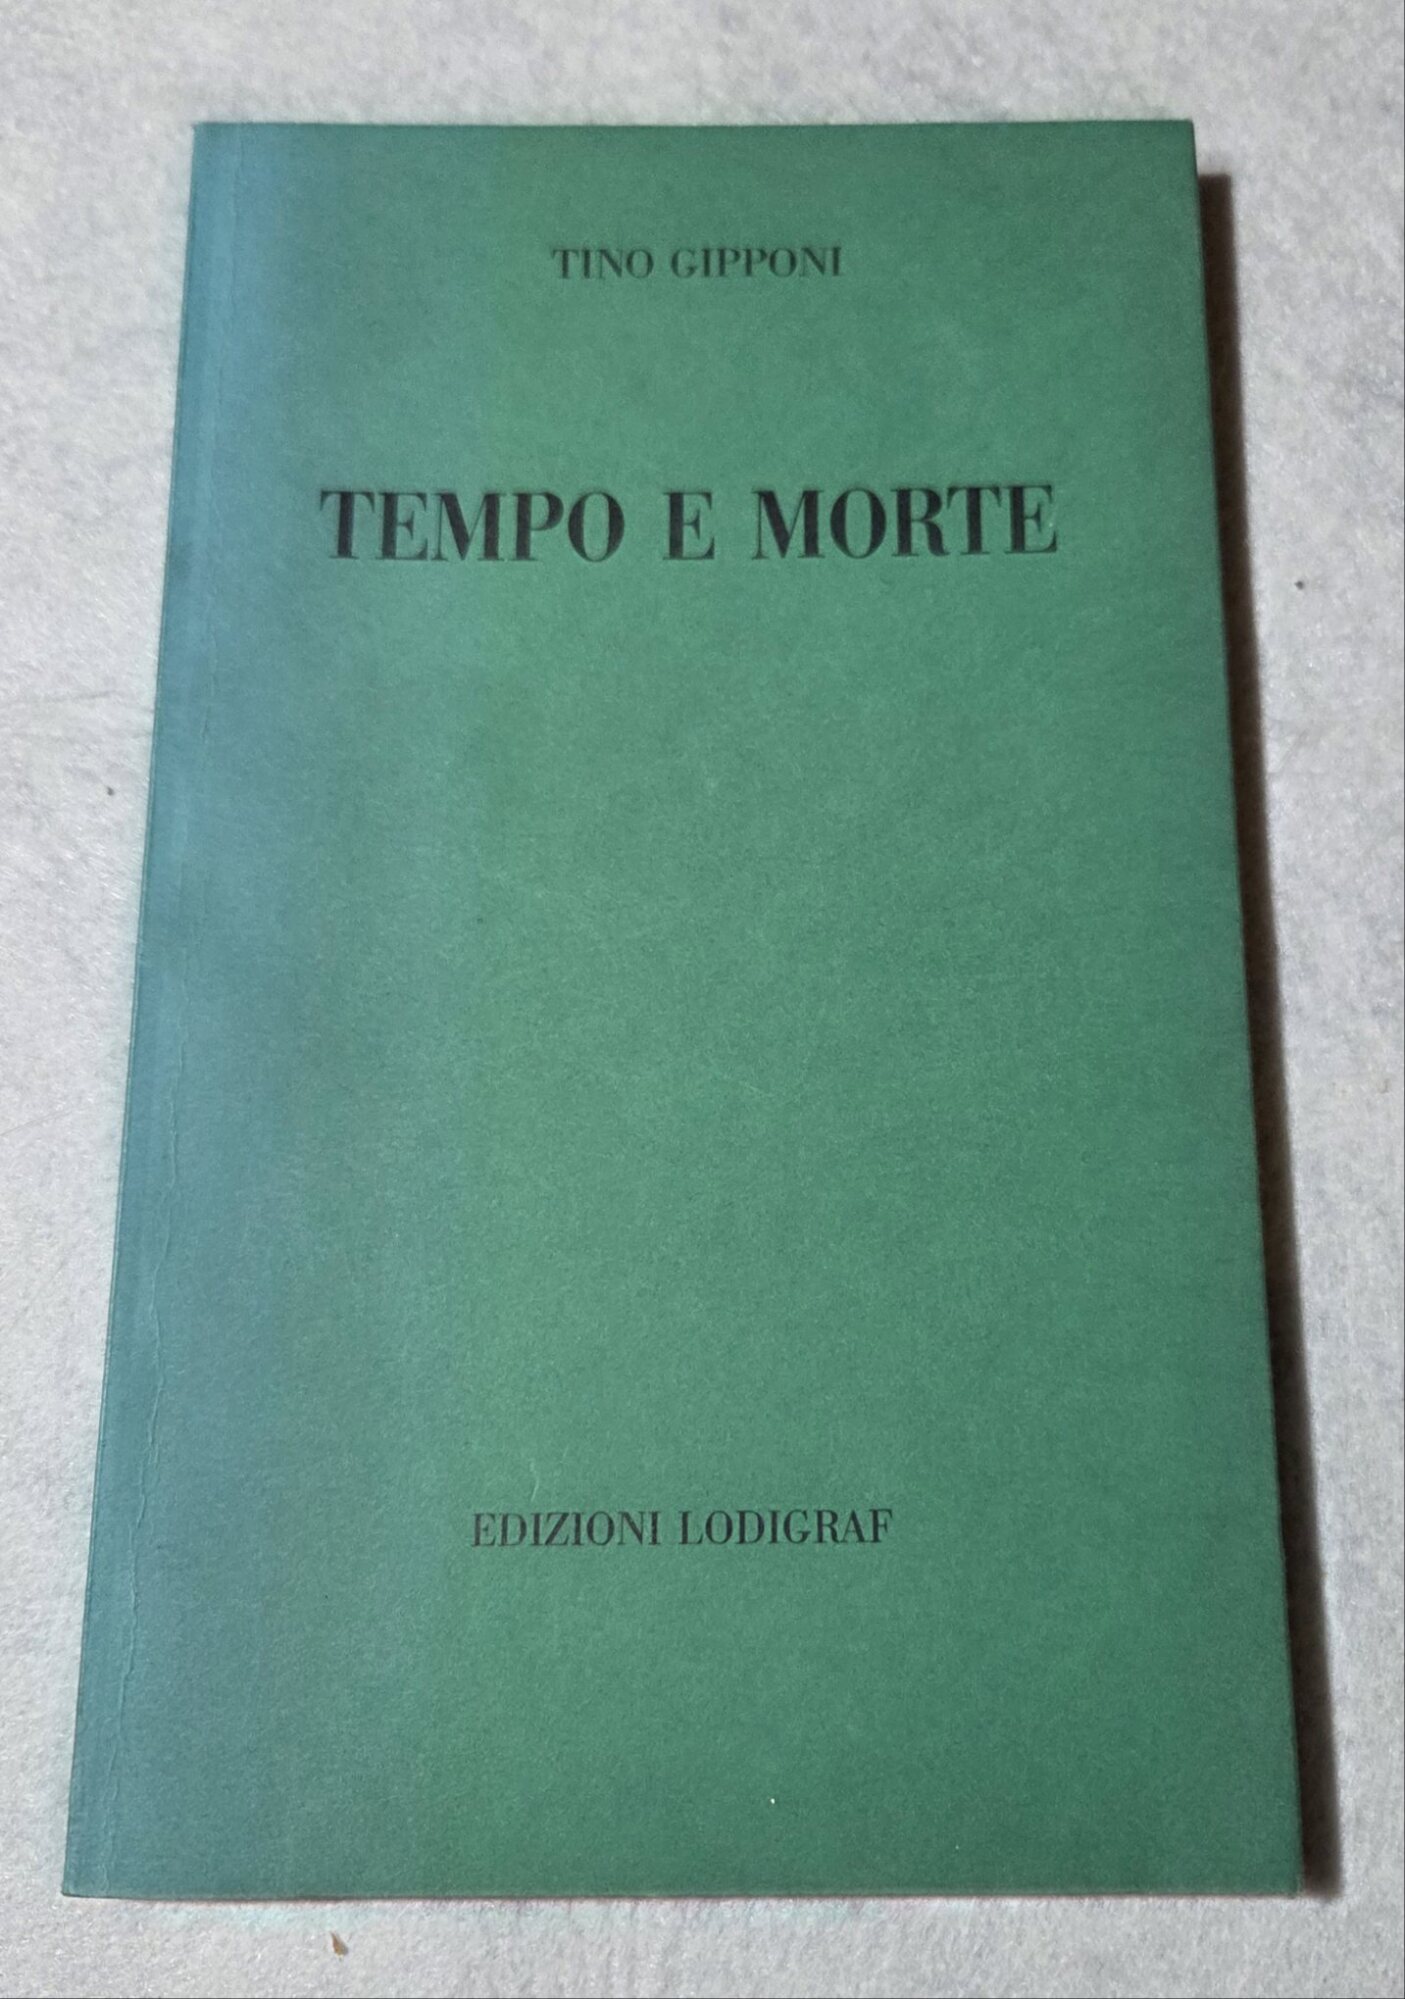 TINO GIPPONI
TEMPO E MORTE
EDIZIONI LODIGRAF